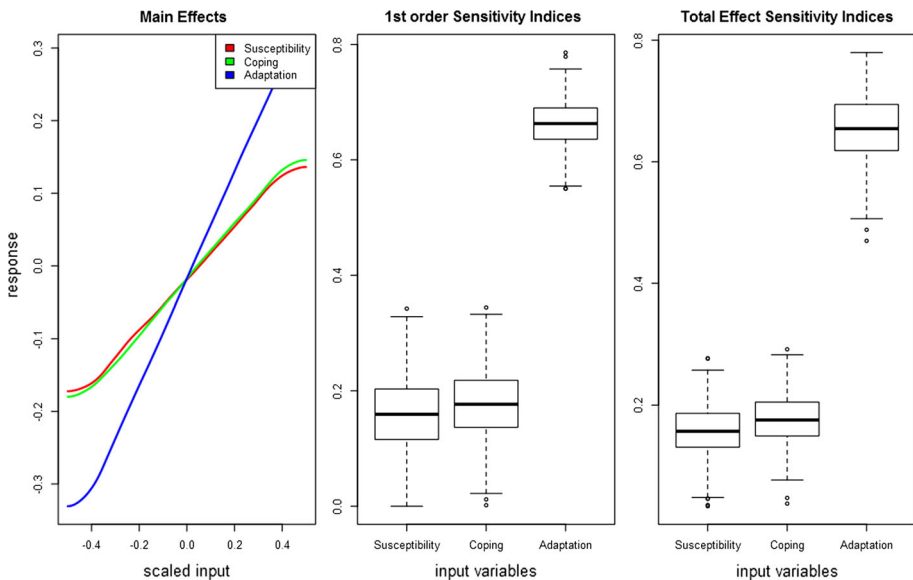 Main Effects
Susceptibility
Coping
Adaptation
response
0.3
0.2
0.1
0.0
-0.1
-0.2
-0.3
-0.4 -0.2 0.0 0.2 0.4
scaled input
1st order Sensitivity Indices
0.8
0.6
0.4
0.2
0.0
Susceptibility Coping Adaptation
input variables
Total Effect Sensitivity Indices
0.8
0.6
0.4
0.2
Susceptibility Coping Adaptation
input variables